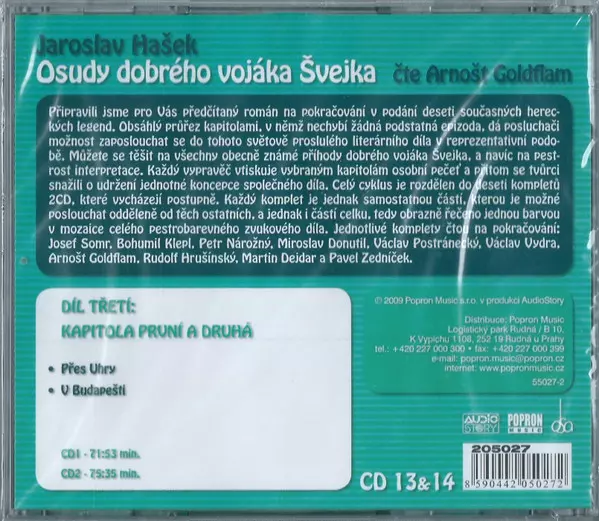 Jaroslav Hašek
Osudy dobrého vojáka Švejka čte Arnošt Goldflam
Připravili jsme pro Vás předčítaný román na pokračování v podání deseti současných herec-
kých legend. Obsáhlý průřez kapitolami, v němž nechybí žádná podstatná epizoda, dá posluchači
možnost zaposlouchat se do tohoto světově proslulého literárního díla v reprezentativní podo-
bě. Můžete se těšit na všechny obecně známé příhody dobrého vojáka Švejka, a navíc na pest-
rost interpretace. Každý vypravěč vtiskuje vybraným kapitolám osobní pečeť a přitom se tvůrci
snažili o udržení jednotné koncepce společného díla. Celý cyklus je rozdělen do deseti kompletů
2CD, které vycházejí postupně. Každý komplet je jednak samostatnou částí, kterou je možné
poslouchat odděleně od těch ostatních, a jednak i částí celku, tedy obrazně řečeno jednou barvou
v mozaice celého pestrobarevného zvukového díla. Jednotlivé komplety čtou na pokračování:
Josef Somr, Bohumil Klepl, Petr Nárožný, Miroslav Donutil, Václav Postránecký, Václav Vydra,
Arnošt Goldflam, Rudolf Hrušínský, Martin Dejdar a Pavel Zedníček.
DÍL TŘETÍ:
KAPITOLA PRVNÍ A DRUHÁ
• Přes Uhry
• V Budapešti
CD1 - 71:53 min.
CD2 - 75:35 min.
℗ © 2009 Popron Music s.r.o. v produkci AudioStory
Distribuce: Popron Music
Logistický park Rudná / B 10,
K Vypichu 1108, 252 19 Rudná u Prahy
tel.: +420 227 000 300 • fax: +420 227 000 399
e-mail: popron.music@popron.cz
internet: www.popronmusic.cz
55027-2
AUDIO STORY
POPRON MUSIC
OSA
CD 13&14
205027
8 590442 050272